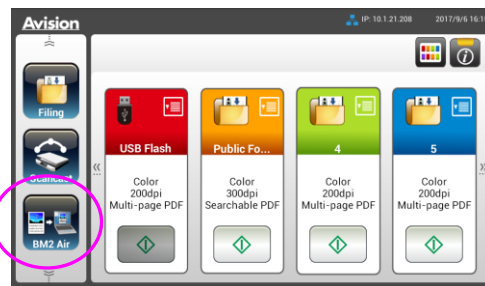 Avision
IP: 10.1.21.208
2017/9/6 16:10
Filing
Scancast
BM2 Air
USB Flash
Color
200dpi
Multi-page PDF
Public Fo...
Color
300dpi
Searchable PDF
4
Color
200dpi
Multi-page PDF
5
Color
200dpi
Multi-page PDF